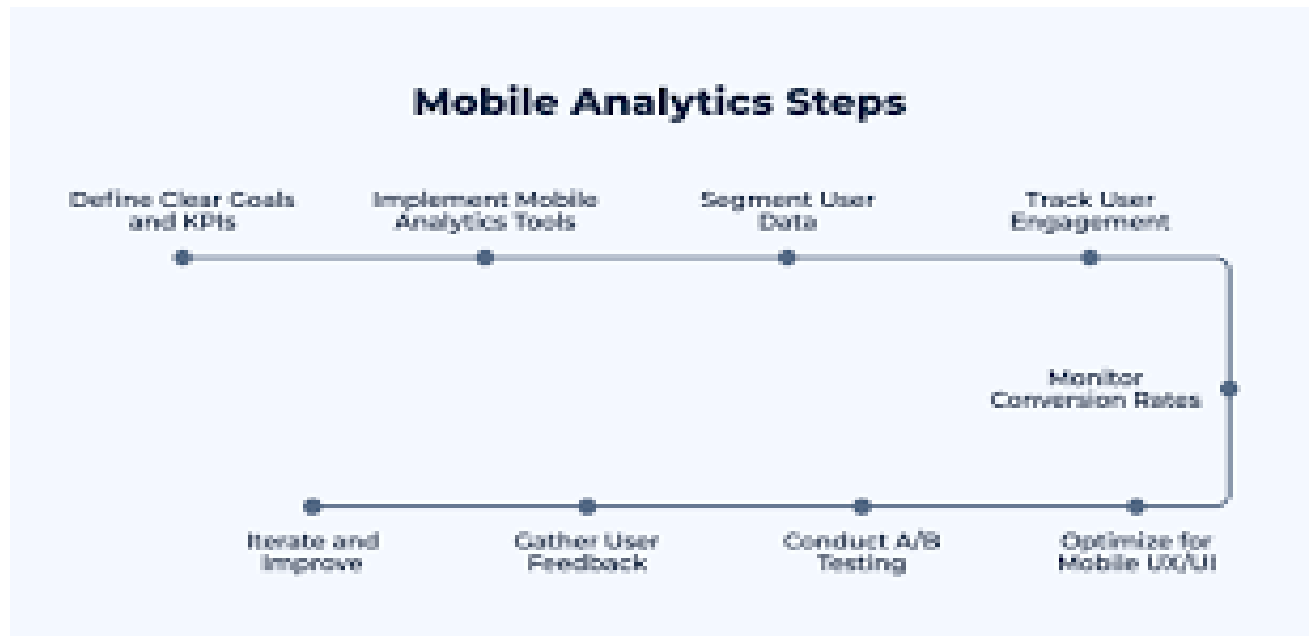 Mobile Analytics Steps
Define Clear Goals
and KPIs
Implement Mobile
Analytics Tools
Segment User
Data
Track User
Engagement
Monitor
Conversion Rates
Optimize for
Mobile UX/UI
Conduct A/B
Testing
Gather User
Feedback
Iterate and
Improve